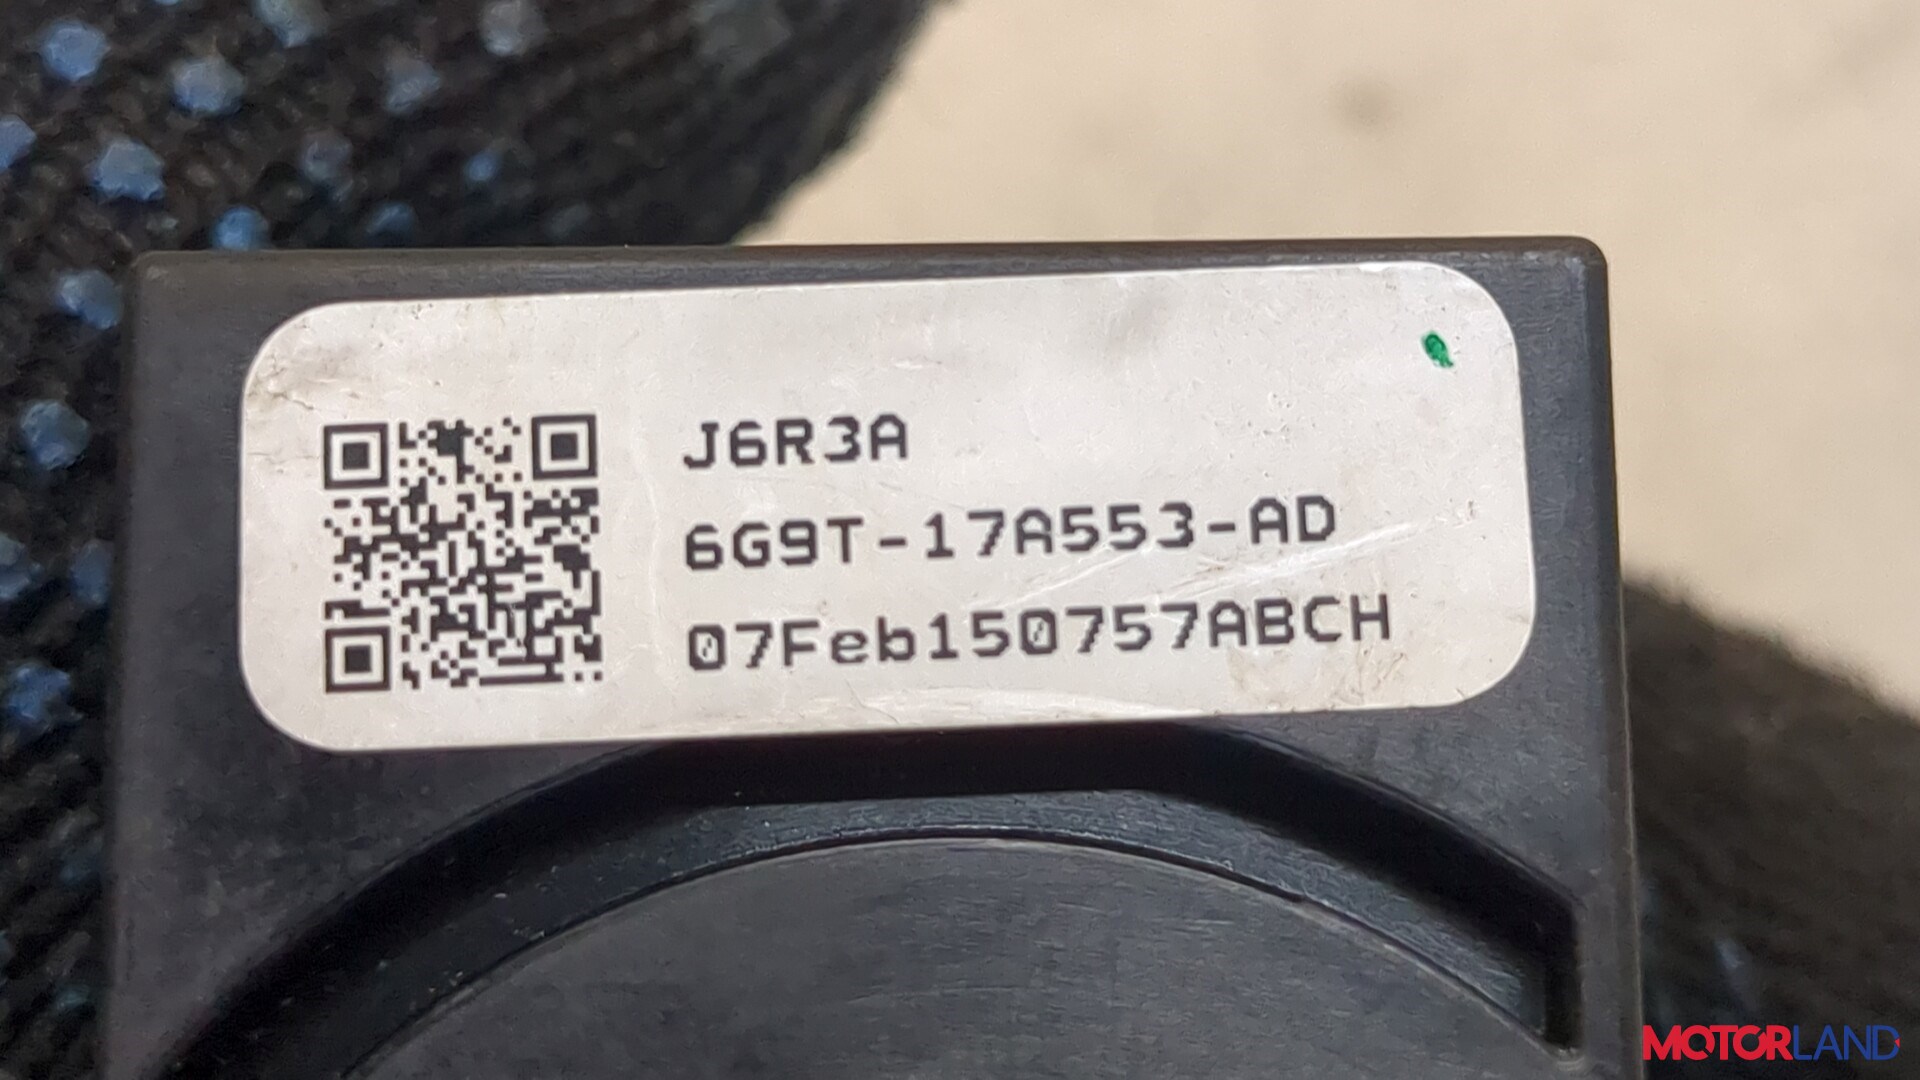 J6R3A
6G9T-17A553-AD
07Feb150757ABCH
MOTORLAND